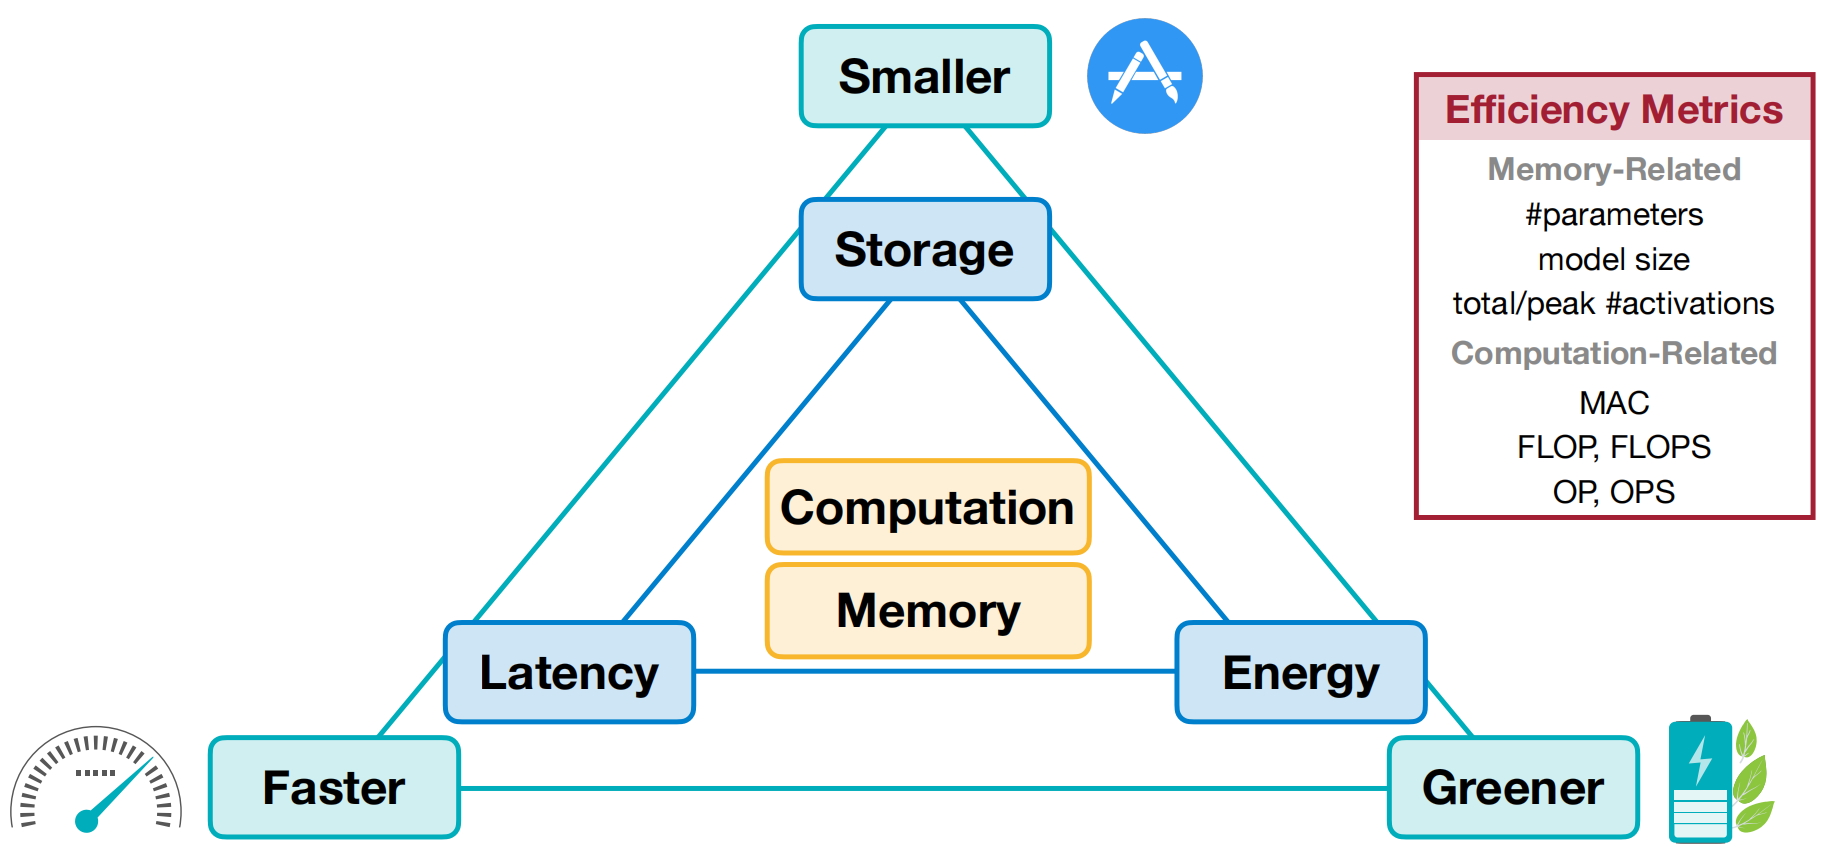 Smaller
Storage
Computation
Memory
Latency
Energy
Faster
Greener
Efficiency Metrics
Memory-Related
#parameters
model size
total/peak #activations
Computation-Related
MAC
FLOP, FLOPS
OP, OPS